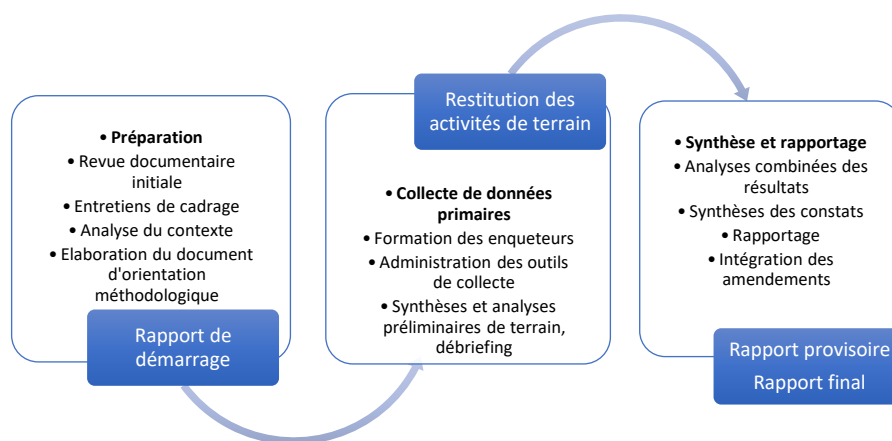 • Préparation
• Revue documentaire
initiale
• Entretiens de cadrage
• Analyse du contexte
• Elaboration du document
d'orientation
méthodologique
Rapport de
démarrage
Restitution des
activités de terrain
• Collecte de données
primaires
• Formation des enqueteurs
• Administration des outils
de collecte
• Synthèses et analyses
préliminaires de terrain,
débriefing
• Synthèse et rapportage
• Analyses combinées des
résultats
• Synthèses des constats
• Rapportage
• Intégration des
amendements
Rapport provisoire
Rapport final